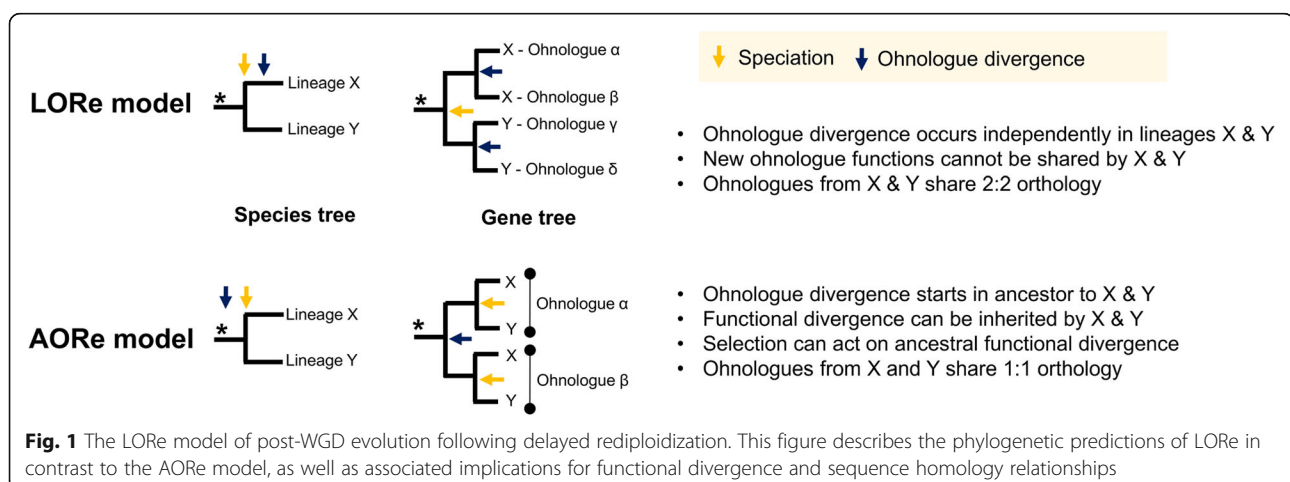 LORe model
*
Lineage X
Lineage Y
Species tree
*
X - Ohnologue α
X - Ohnologue β
Y - Ohnologue γ
Y - Ohnologue δ
Gene tree
Speciation
Ohnologue divergence
• Ohnologue divergence occurs independently in lineages X & Y
• New ohnologue functions cannot be shared by X & Y
• Ohnologues from X & Y share 2:2 orthology
AORe model
*
Lineage X
Lineage Y
*
X
Y
Ohnologue α
X
Y
Ohnologue β
• Ohnologue divergence starts in ancestor to X & Y
• Functional divergence can be inherited by X & Y
• Selection can act on ancestral functional divergence
• Ohnologues from X and Y share 1:1 orthology
Fig. 1 The LORe model of post-WGD evolution following delayed rediploidization. This figure describes the phylogenetic predictions of LORe in
contrast to the AORe model, as well as associated implications for functional divergence and sequence homology relationships